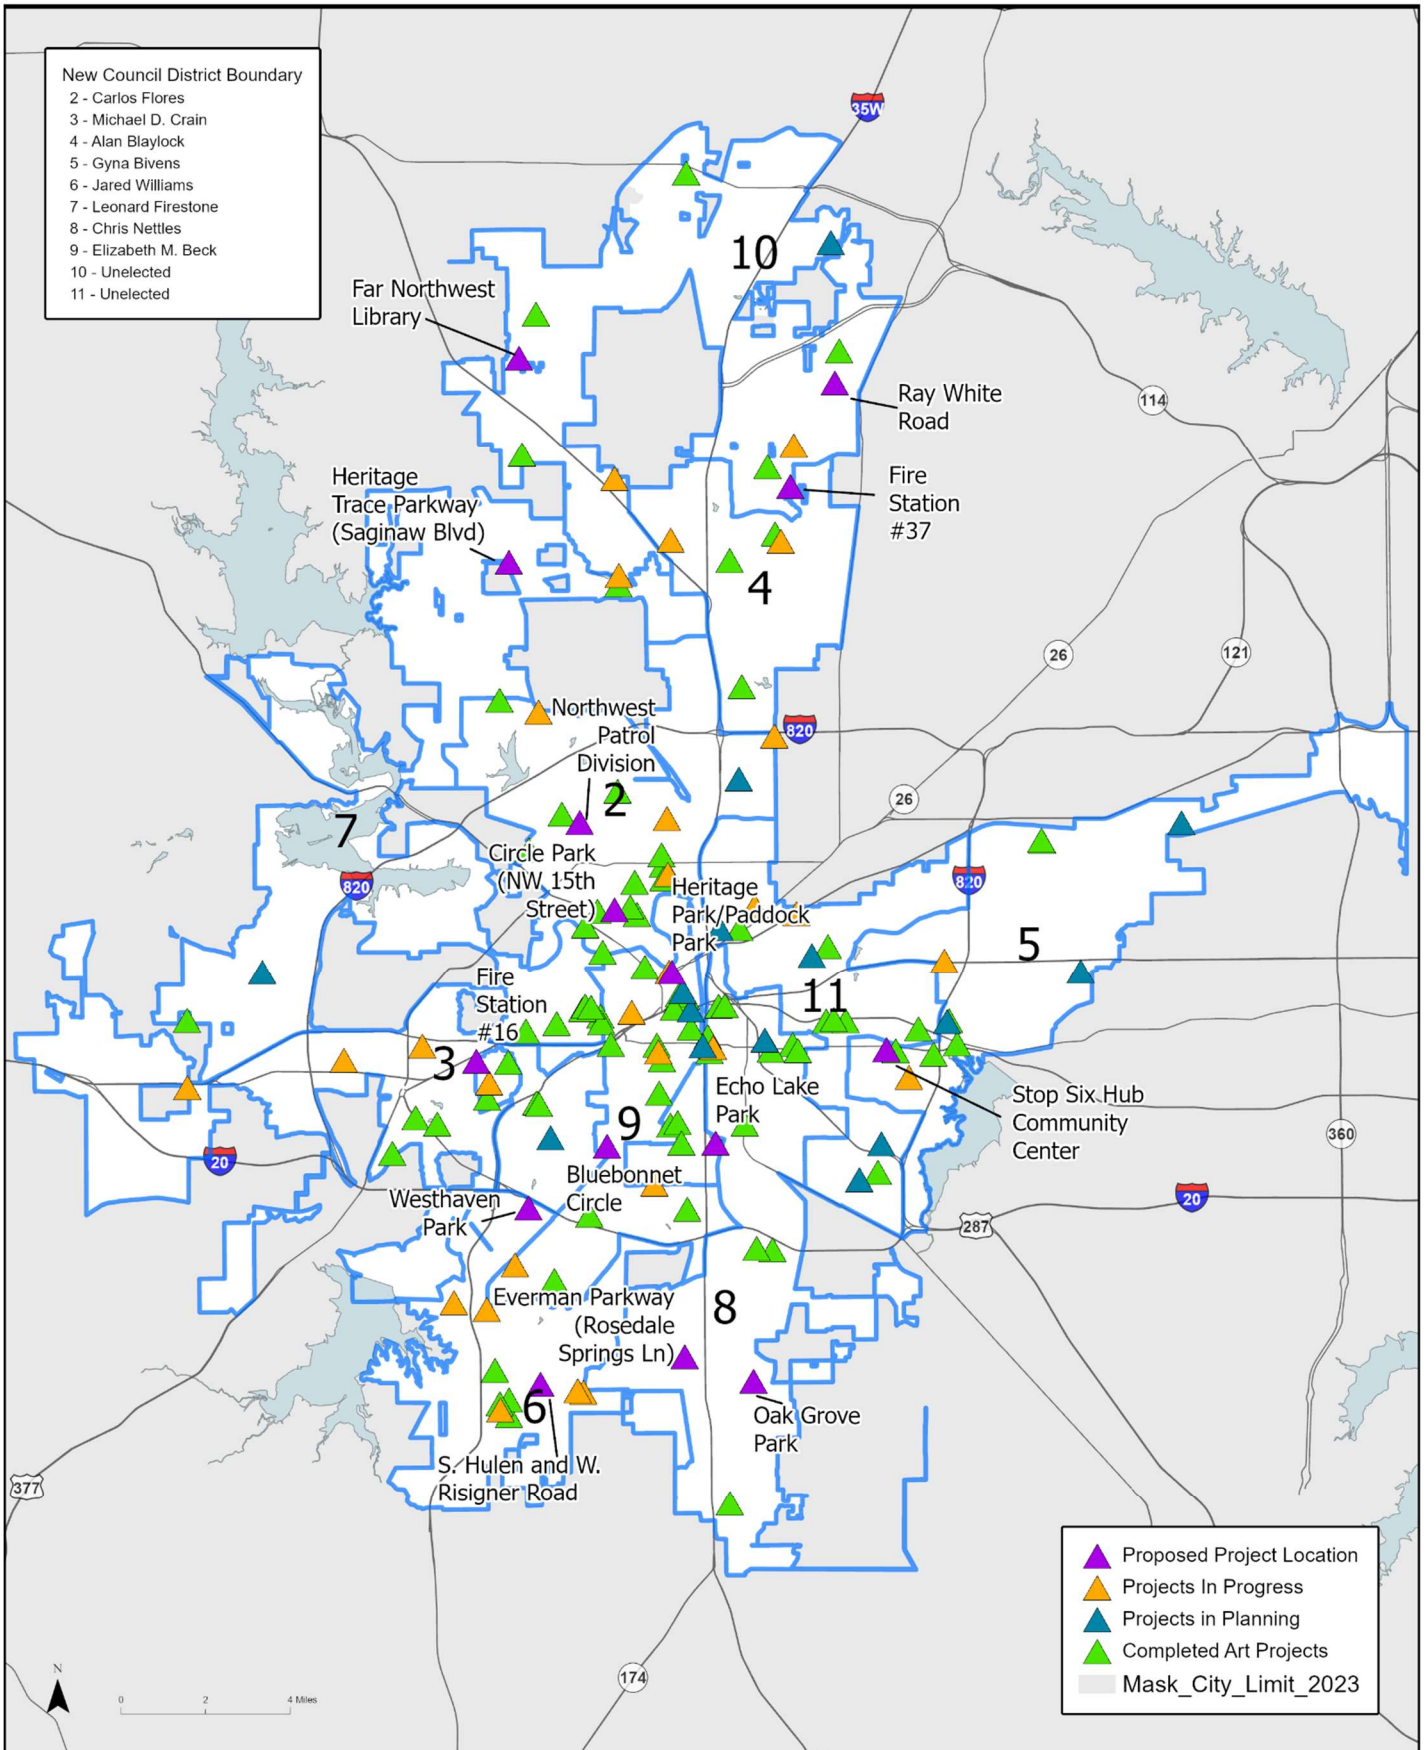 New Council District Boundary
2 - Carlos Flores
3 - Michael D. Crain
4 - Alan Blaylock
5 - Gyna Bivens
6 - Jared Williams
7 - Leonard Firestone
8 - Chris Nettles
9 - Elizabeth M. Beck
10 - Unelected
11 - Unelected
35W
10
Far Northwest
Library
Ray White
Road
114
Heritage
Trace Parkway
(Saginaw Blvd)
Fire
Station
#37
4
26
121
Northwest
Patrol
Division
820
2
26
7
820
820
Circle Park
(NW 15th
Street)
Heritage
Park/Paddock
Park
5
Fire
Station
#16
11
3
Echo Lake
Park
Stop Six Hub
Community
Center
9
360
20
Bluebonnet
Circle
Westhaven
Park
20
287
Everman Parkway
(Rosedale
Springs Ln)
8
6
Oak Grove
Park
S. Hulen and W.
Risigner Road
377
174
N
0 2 4 Miles
Proposed Project Location
Projects In Progress
Projects in Planning
Completed Art Projects
Mask_City_Limit_2023